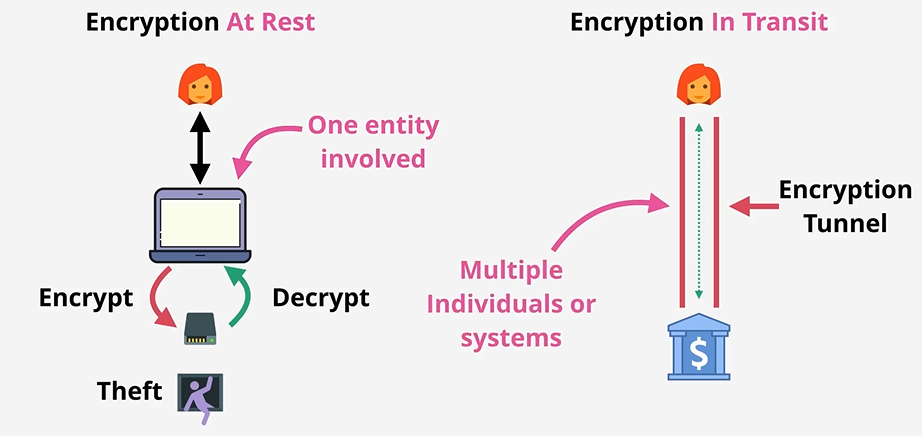 Encryption At Rest
One entity
involved
Encrypt
Decrypt
Theft
Encryption In Transit
Encryption
Tunnel
Multiple
Individuals or
systems
$